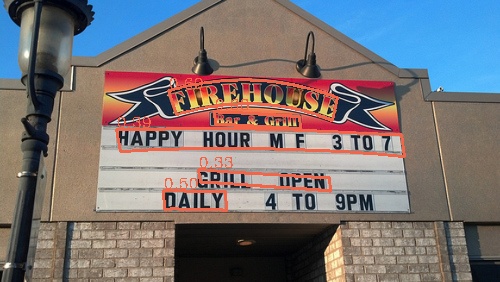 FIREHOUSE
Bar & Grill
HAPPY HOUR M F 3 TO 7
GRILL OPEN
DAILY 4 TO 9PM